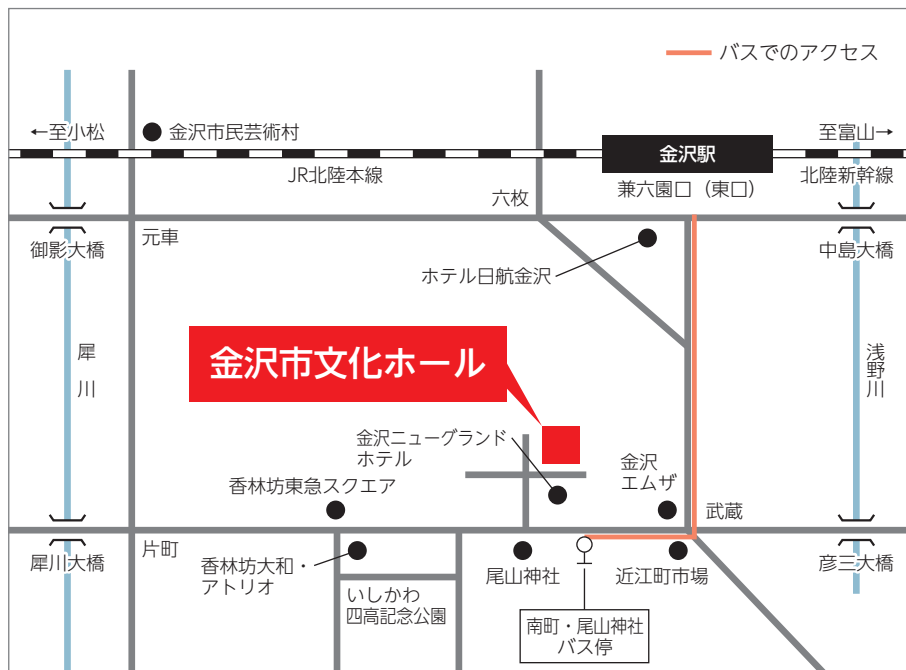 バスでのアクセス
←至小松
金沢市民芸術村
金沢駅
至富山→
JR北陸本線
兼六園口（東口）
北陸新幹線
六枚
御影大橋
元車
中島大橋
ホテル日航金沢
犀川
金沢市文化ホール
浅野川
金沢ニューグランド
ホテル
金沢
エムザ
香林坊東急スクエア
武蔵
犀川大橋
片町
香林坊大和・
アトリオ
尾山神社
近江町市場
彦三大橋
いしかわ
四高記念公園
南町・尾山神社
バス停